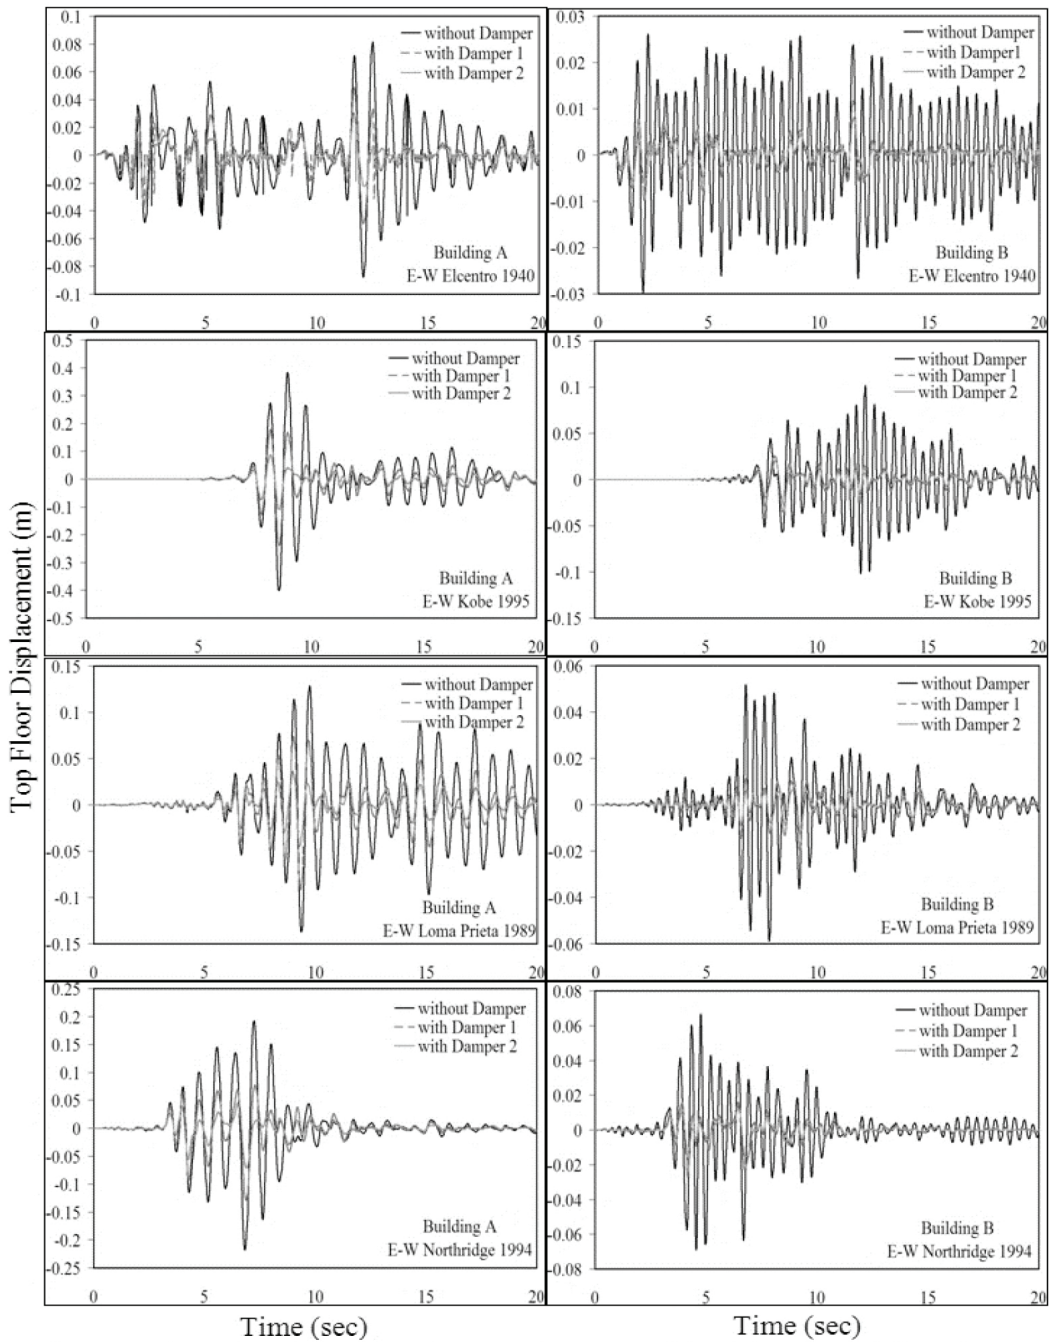 Top Floor Displacement (m)
0.1
0.08
0.06
0.04
0.02
0
-0.02
-0.04
-0.06
-0.08
-0.1
without Damper
with Damper 1
with Damper 2
Building A
E-W Elcentro 1940
0 5 10 15 20
0.03
0.02
0.01
0
-0.01
-0.02
-0.03
without Damper
with Damper1
with Damper 2
Building B
E-W Elcentro 1940
0 5 10 15 20
0.5
0.4
0.3
0.2
0.1
0
-0.1
-0.2
-0.3
-0.4
-0.5
without Damper
with Damper 1
with Damper 2
Building A
E-W Kobe 1995
0 5 10 15 20
0.15
0.1
0.05
0
-0.05
-0.1
-0.15
without Damper
with Damper 1
with Damper 2
Building B
E-W Kobe 1995
0 5 10 15 20
0.15
0.1
0.05
0
-0.05
-0.1
-0.15
without Damper
with Damper 1
with Damper 2
Building A
E-W Loma Prieta 1989
0 5 10 15 20
0.06
0.04
0.02
0
-0.02
-0.04
-0.06
without Damper
with Damper 1
with Damper 2
Building B
E-W Loma Prieta 1989
0 5 10 15 20
0.25
0.2
0.15
0.1
0.05
0
-0.05
-0.1
-0.15
-0.2
-0.25
without Damper
with Damper 1
with Damper 2
Building A
E-W Northridge 1994
0 5 10 15 20
0.08
0.06
0.04
0.02
0
-0.02
-0.04
-0.06
-0.08
without Damper
with Damper 1
with Damper 2
Building B
E-W Northridge 1994
0 5 10 15 20
Time (sec)
Time (sec)